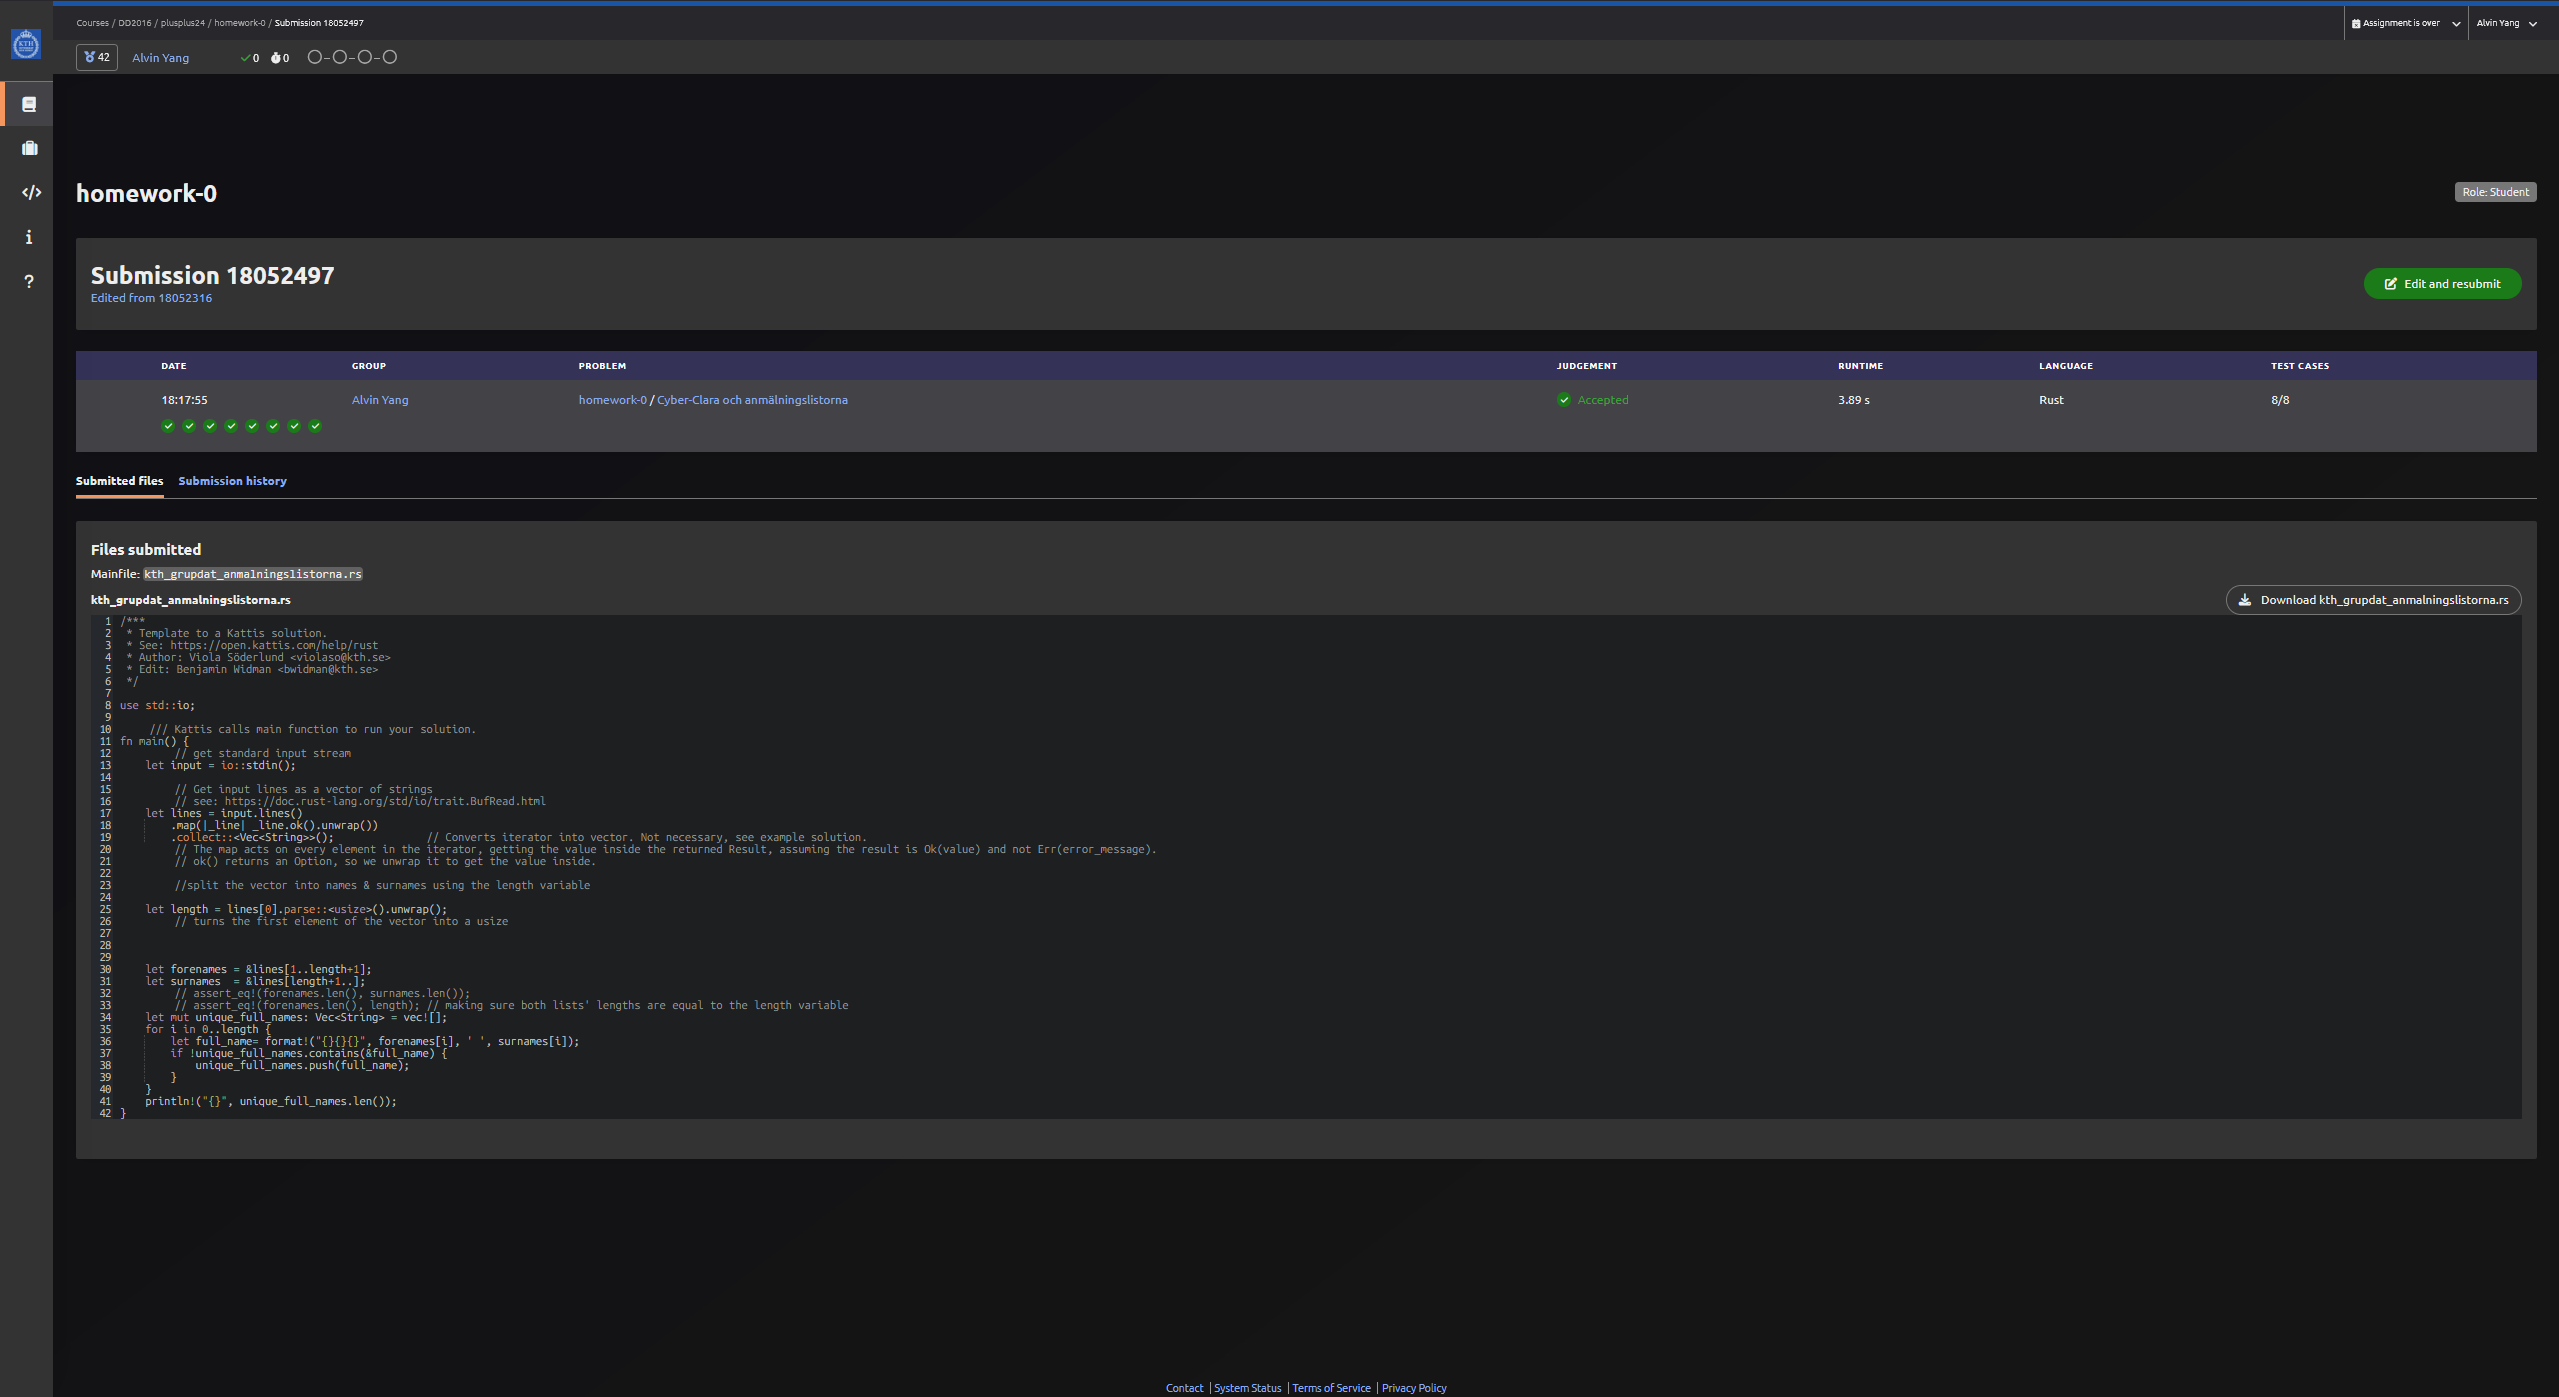 Courses / DD2016 / plusplus24 / homework-0 / Submission 18052497
Assignment is over
Alvin Yang
KTH
42 Alvin Yang 0 0
homework-0
Role: Student
Submission 18052497
Edited from 18052316
Edit and resubmit
DATE GROUP PROBLEM JUDGEMENT RUNTIME LANGUAGE TEST CASES
18:17:55 Alvin Yang homework-0 / Cyber-Clara och anmälningslistorna Accepted 3.89 s Rust 8/8
Submitted files Submission history
Files submitted
Mainfile: kth_grupdat_anmalningslistorna.rs
kth_grupdat_anmalningslistorna.rs
Download kth_grupdat_anmalningslistorna.rs
1 /***
2  * Template to a Kattis solution.
3  * See: https://open.kattis.com/help/rust
4  * Author: Viola Söderlund <violaso@kth.se>
5  * Edit: Benjamin Widman <bwidman@kth.se>
6  */
7
8 use std::io;
9
10     /// Kattis calls main function to run your solution.
11 fn main() {
12         // get standard input stream
13     let input = io::stdin();
14
15         // Get input lines as a vector of strings
16         // see: https://doc.rust-lang.org/std/io/trait.BufRead.html
17     let lines = input.lines()
18         .map(|_line| _line.ok().unwrap())
19         .collect::<Vec<String>>();               // Converts iterator into vector. Not necessary, see example solution.
20         // The map acts on every element in the iterator, getting the value inside the returned Result, assuming the result is Ok(value) and not Err(error_message).
21         // ok() returns an Option, so we unwrap it to get the value inside.
22
23         //split the vector into names & surnames using the length variable
24
25     let length = lines[0].parse::<usize>().unwrap();
26         // turns the first element of the vector into a usize
27
28
29
30     let forenames = &lines[1..length+1];
31     let surnames  = &lines[length+1..];
32         // assert_eq!(forenames.len(), surnames.len());
33         // assert_eq!(forenames.len(), length); // making sure both lists' lengths are equal to the length variable
34     let mut unique_full_names: Vec<String> = vec![];
35     for i in 0..length {
36         let full_name= format!("{}{}{}", forenames[i], ' ', surnames[i]);
37         if !unique_full_names.contains(&full_name) {
38             unique_full_names.push(full_name);
39         }
40     }
41     println!("{}", unique_full_names.len());
42 }
Contact | System Status | Terms of Service | Privacy Policy